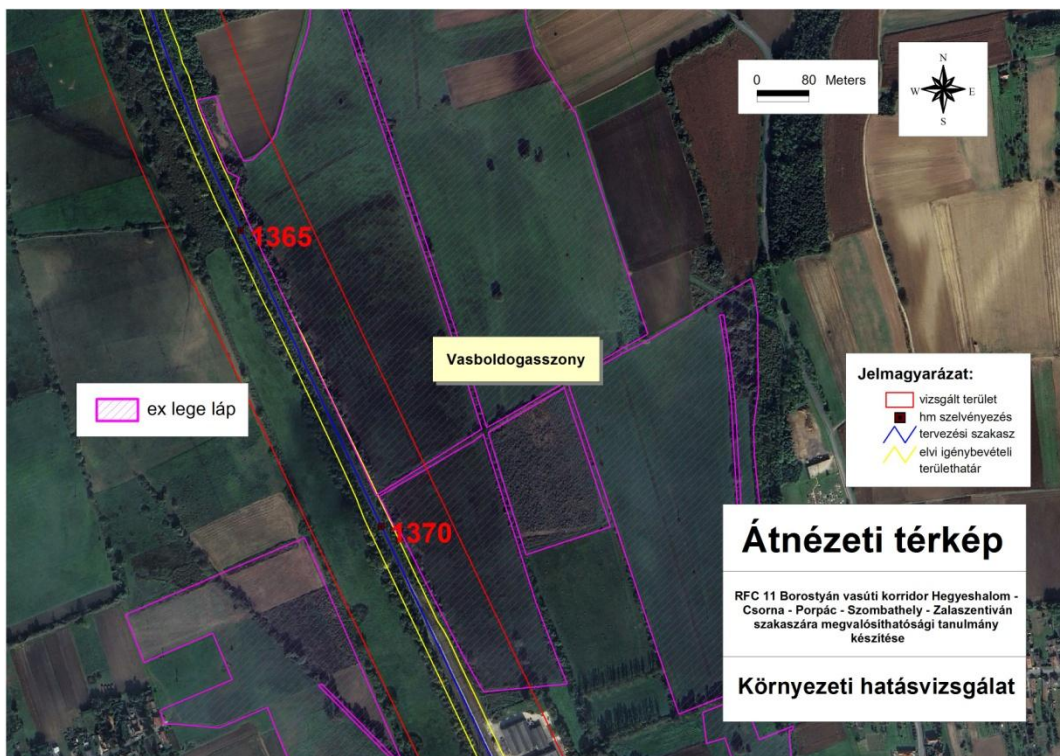 0 80 Meters
N
W E
S
1365
Vasboldogasszony
ex lege láp
Jelmagyarázat:
vizsgált terület
hm szelvényezés
tervezési szakasz
elvi igénybevételi
területhatár
1370
Átnézeti térkép
RFC 11 Borostyán vasúti korridor Hegyeshalom -
Csorna - Porpác - Szombathely - Zalaszentiván
szakaszára megvalósíthatósági tanulmány
készítése
Környezeti hatásvizsgálat